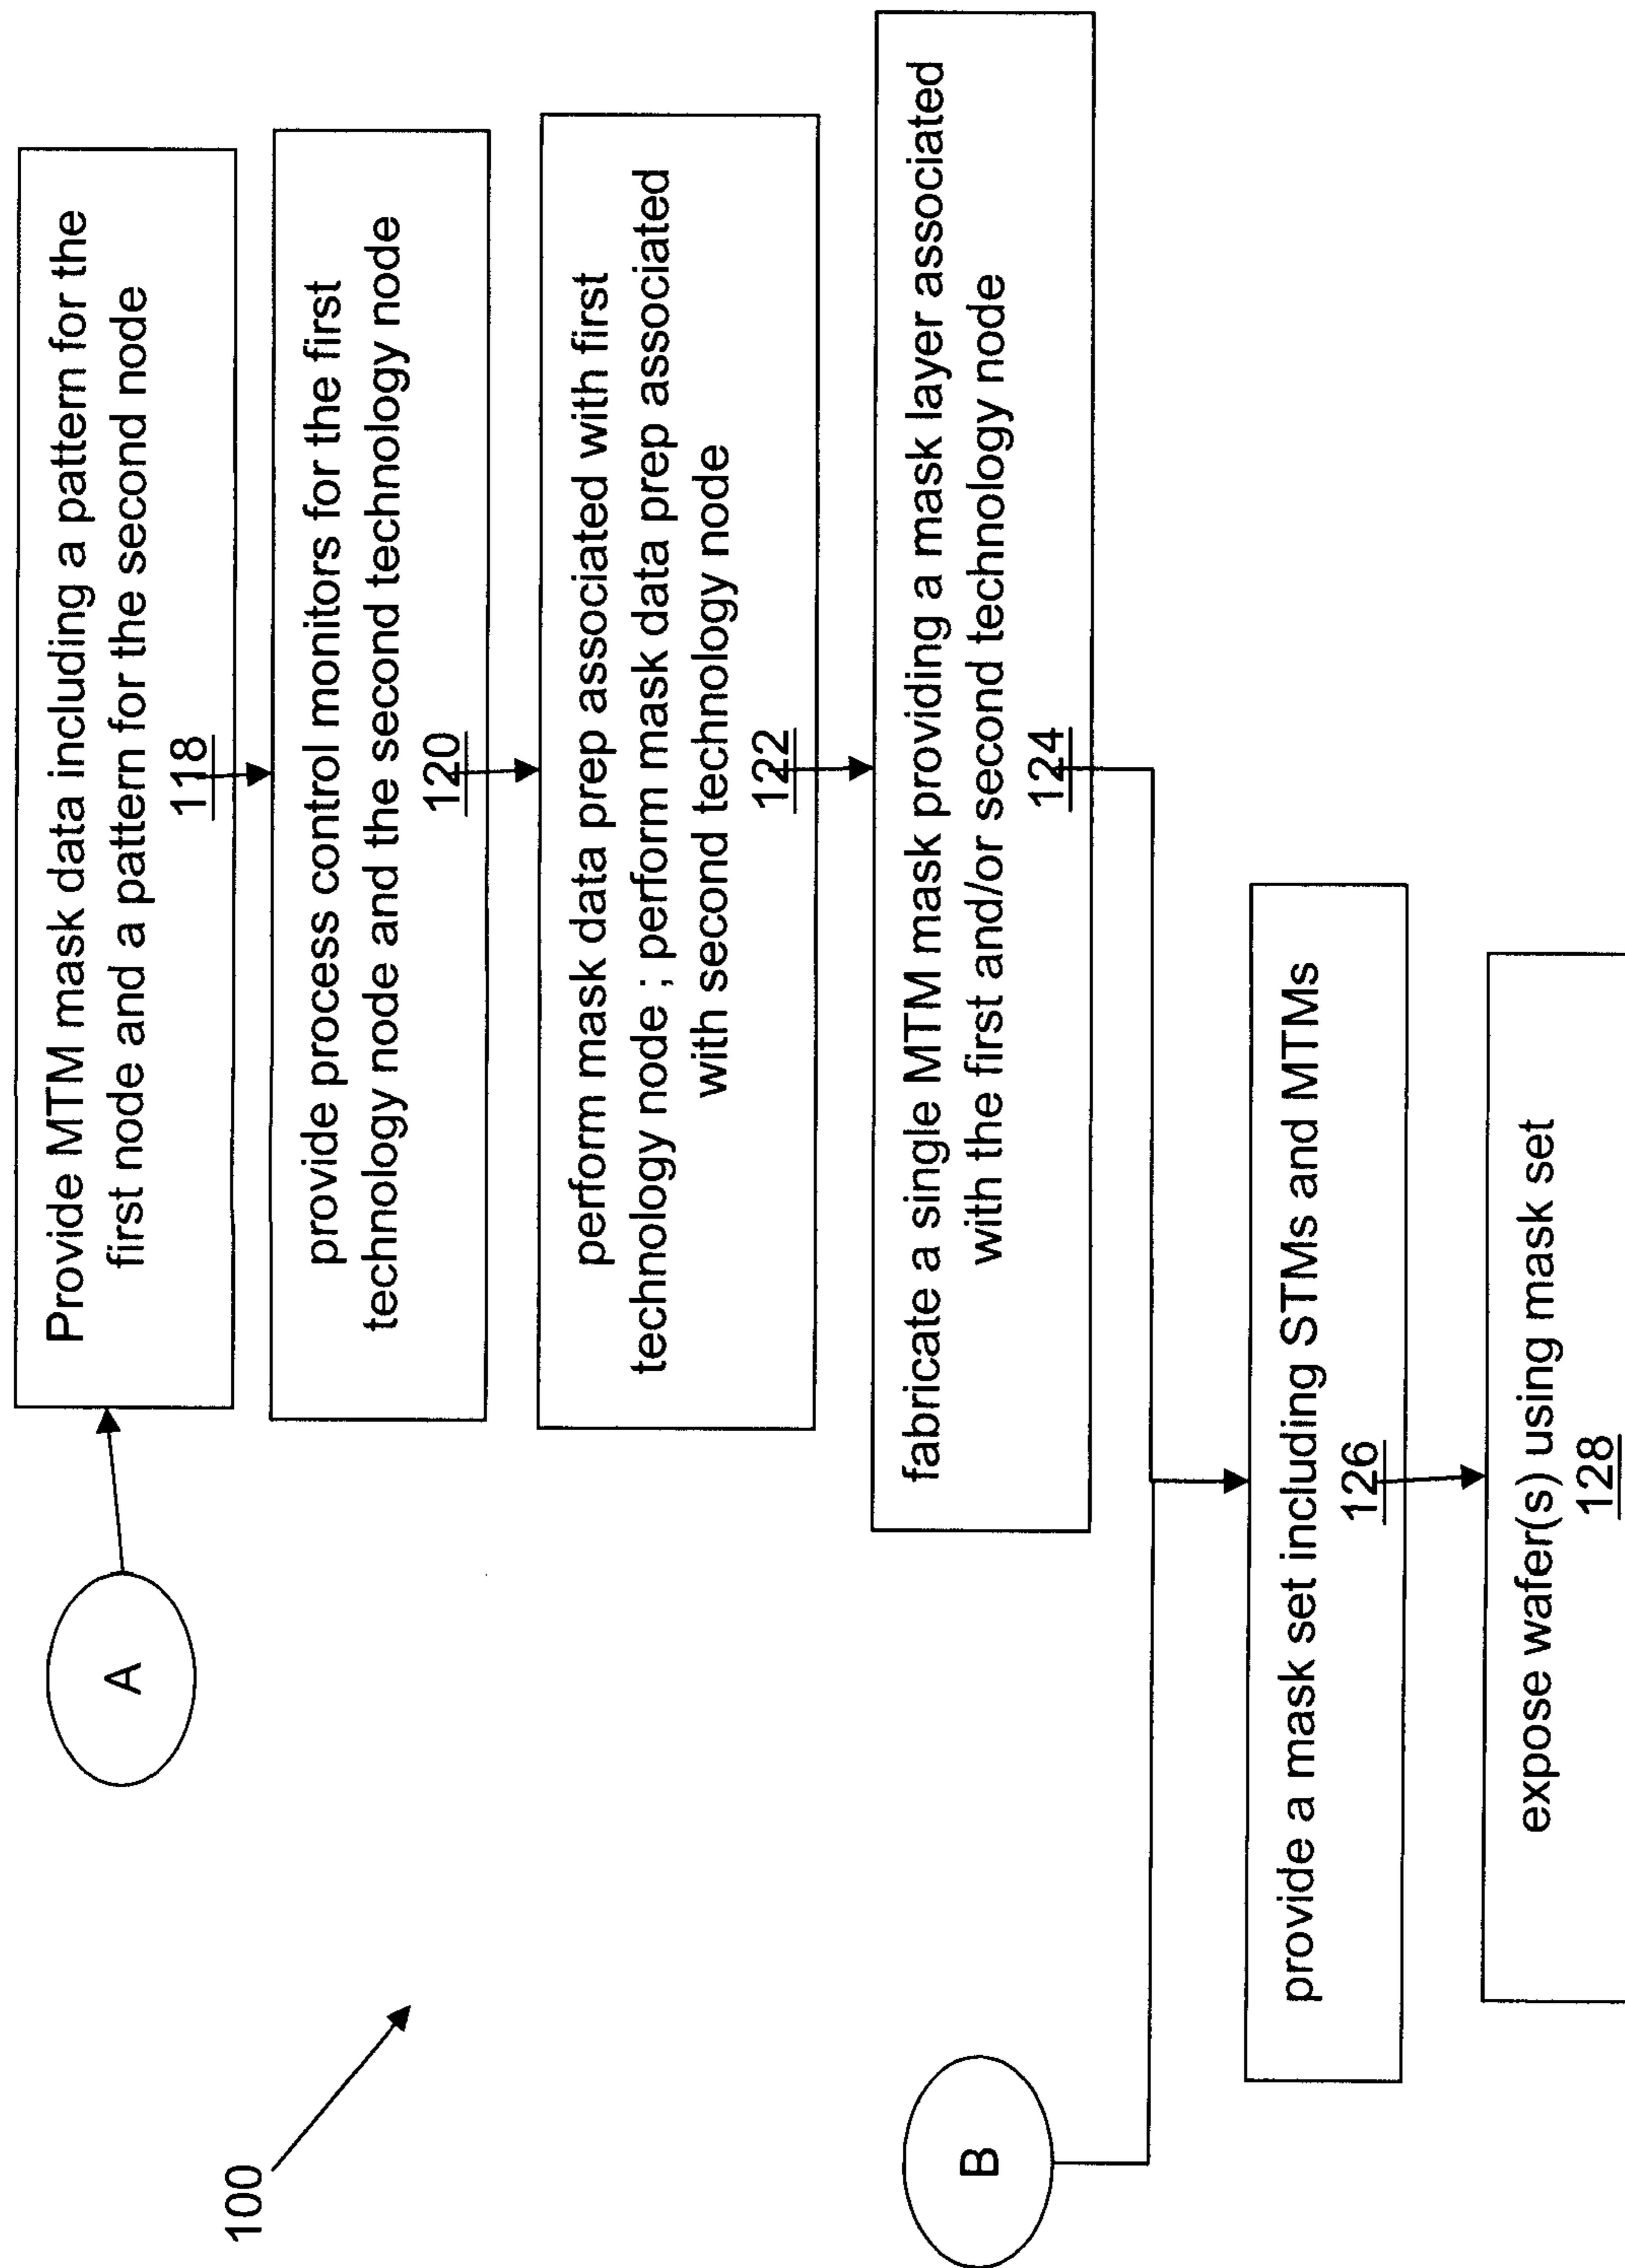 100
A
Provide MTM mask data including a pattern for the
first node and a pattern for the second node
118
provide process control monitors for the first
technology node and the second technology node
120
perform mask data prep associated with first
technology node ; perform mask data prep associated
with second technology node
122
fabricate a single MTM mask providing a mask layer associated
with the first and/or second technology node
124
B
provide a mask set including STMs and MTMs
126
expose wafer(s) using mask set
128